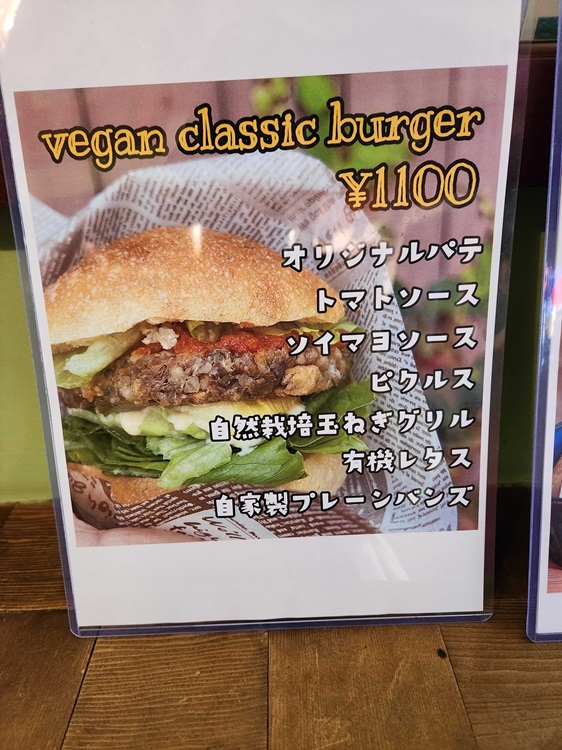 vegan classic burger
¥1100
オリジナルパテ
トマトソース
ソイマヨソース
ピクルス
自然栽培玉ねぎグリル
有機レタス
自家製プレーンバンズ